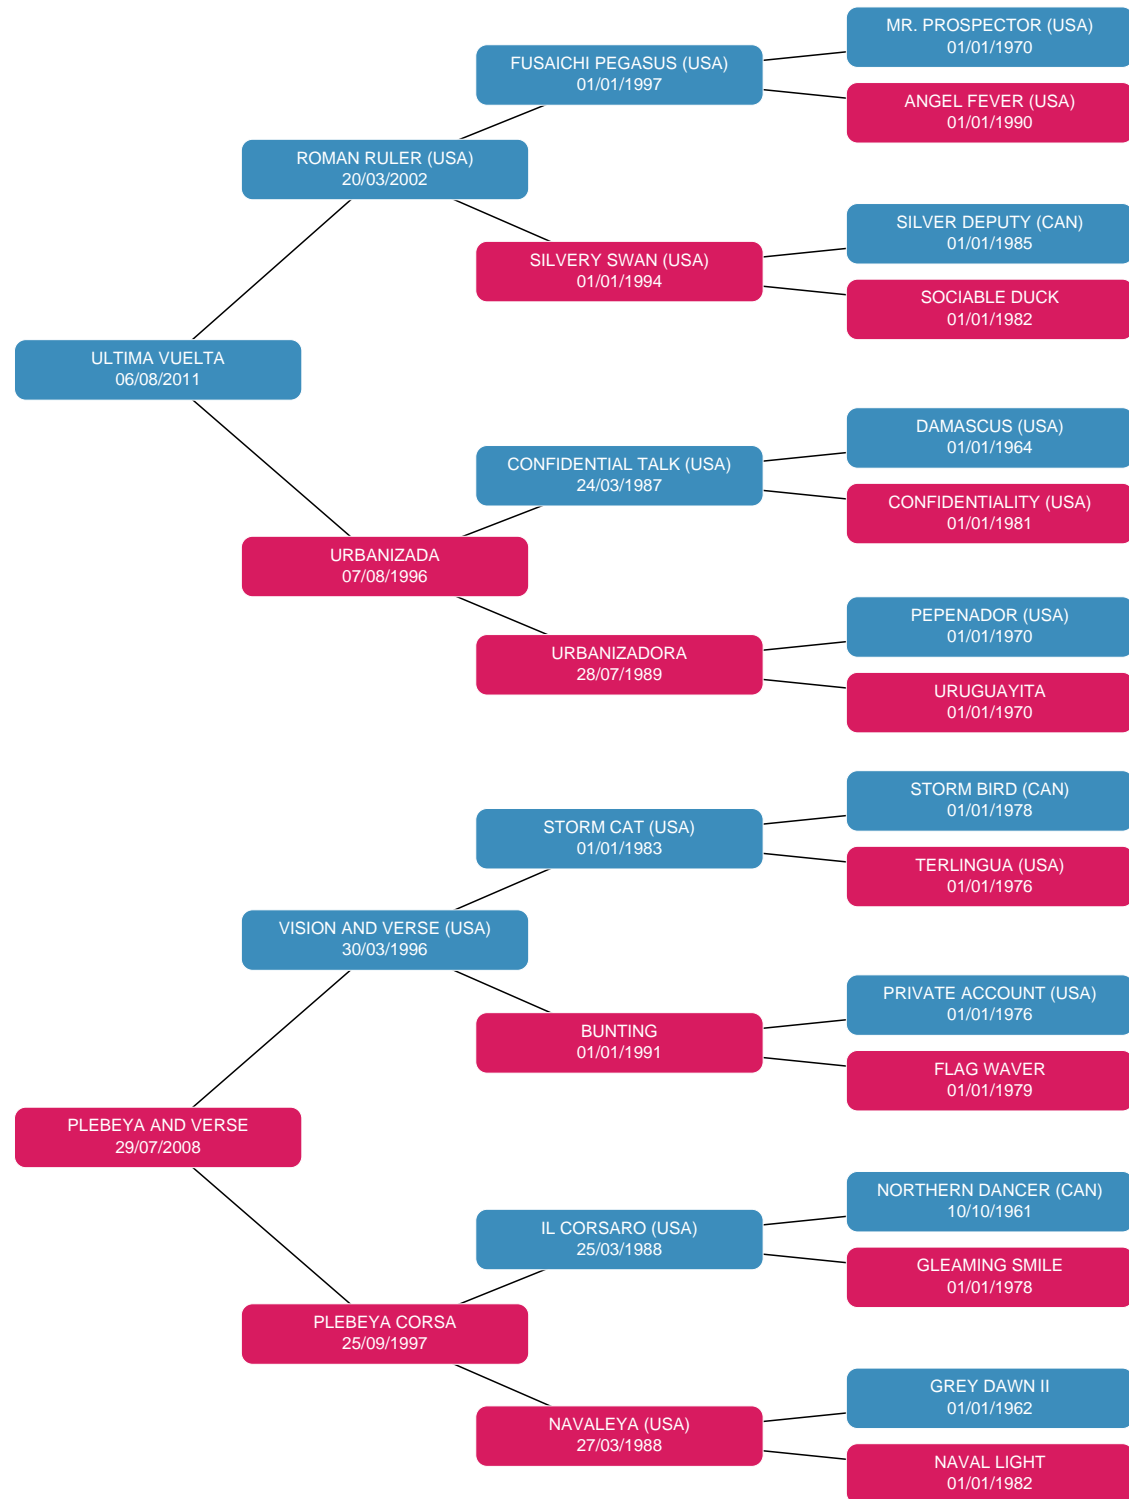 MR. PROSPECTOR (USA)
01/01/1970
FUSAICHI PEGASUS (USA)
01/01/1997
ANGEL FEVER (USA)
01/01/1990
ROMAN RULER (USA)
20/03/2002
SILVER DEPUTY (CAN)
01/01/1985
SILVERY SWAN (USA)
01/01/1994
SOCIABLE DUCK
01/01/1982
ULTIMA VUELTA
06/08/2011
DAMASCUS (USA)
01/01/1964
CONFIDENTIAL TALK (USA)
24/03/1987
CONFIDENTIALITY (USA)
01/01/1981
URBANIZADA
07/08/1996
PEPENADOR (USA)
01/01/1970
URBANIZADORA
28/07/1989
URUGUAYITA
01/01/1970
STORM BIRD (CAN)
01/01/1978
STORM CAT (USA)
01/01/1983
TERLINGUA (USA)
01/01/1976
VISION AND VERSE (USA)
30/03/1996
PRIVATE ACCOUNT (USA)
01/01/1976
BUNTING
01/01/1991
FLAG WAVER
01/01/1979
PLEBEYA AND VERSE
29/07/2008
NORTHERN DANCER (CAN)
10/10/1961
IL CORSARO (USA)
25/03/1988
GLEAMING SMILE
01/01/1978
PLEBEYA CORSA
25/09/1997
GREY DAWN II
01/01/1962
NAVALEYA (USA)
27/03/1988
NAVAL LIGHT
01/01/1982